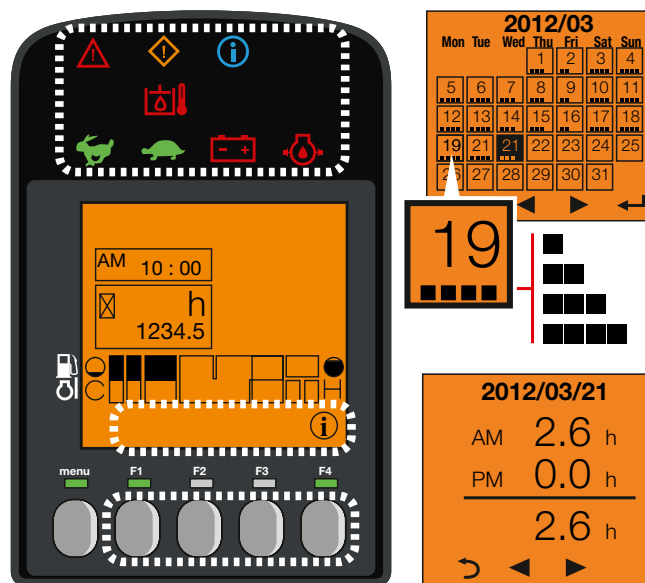 AM 10 : 00
h
1234.5
C H
i
menu F1 F2 F3 F4
2012/03
Mon Tue Wed Thu Fri Sat Sun
1 2 3 4
5 6 7 8 9 10 11
12 13 14 15 16 17 18
19 21 21 22 23 24 25
26 27 28 29 30 31
19
2012/03/21
AM 2.6 h
PM 0.0 h
2.6 h